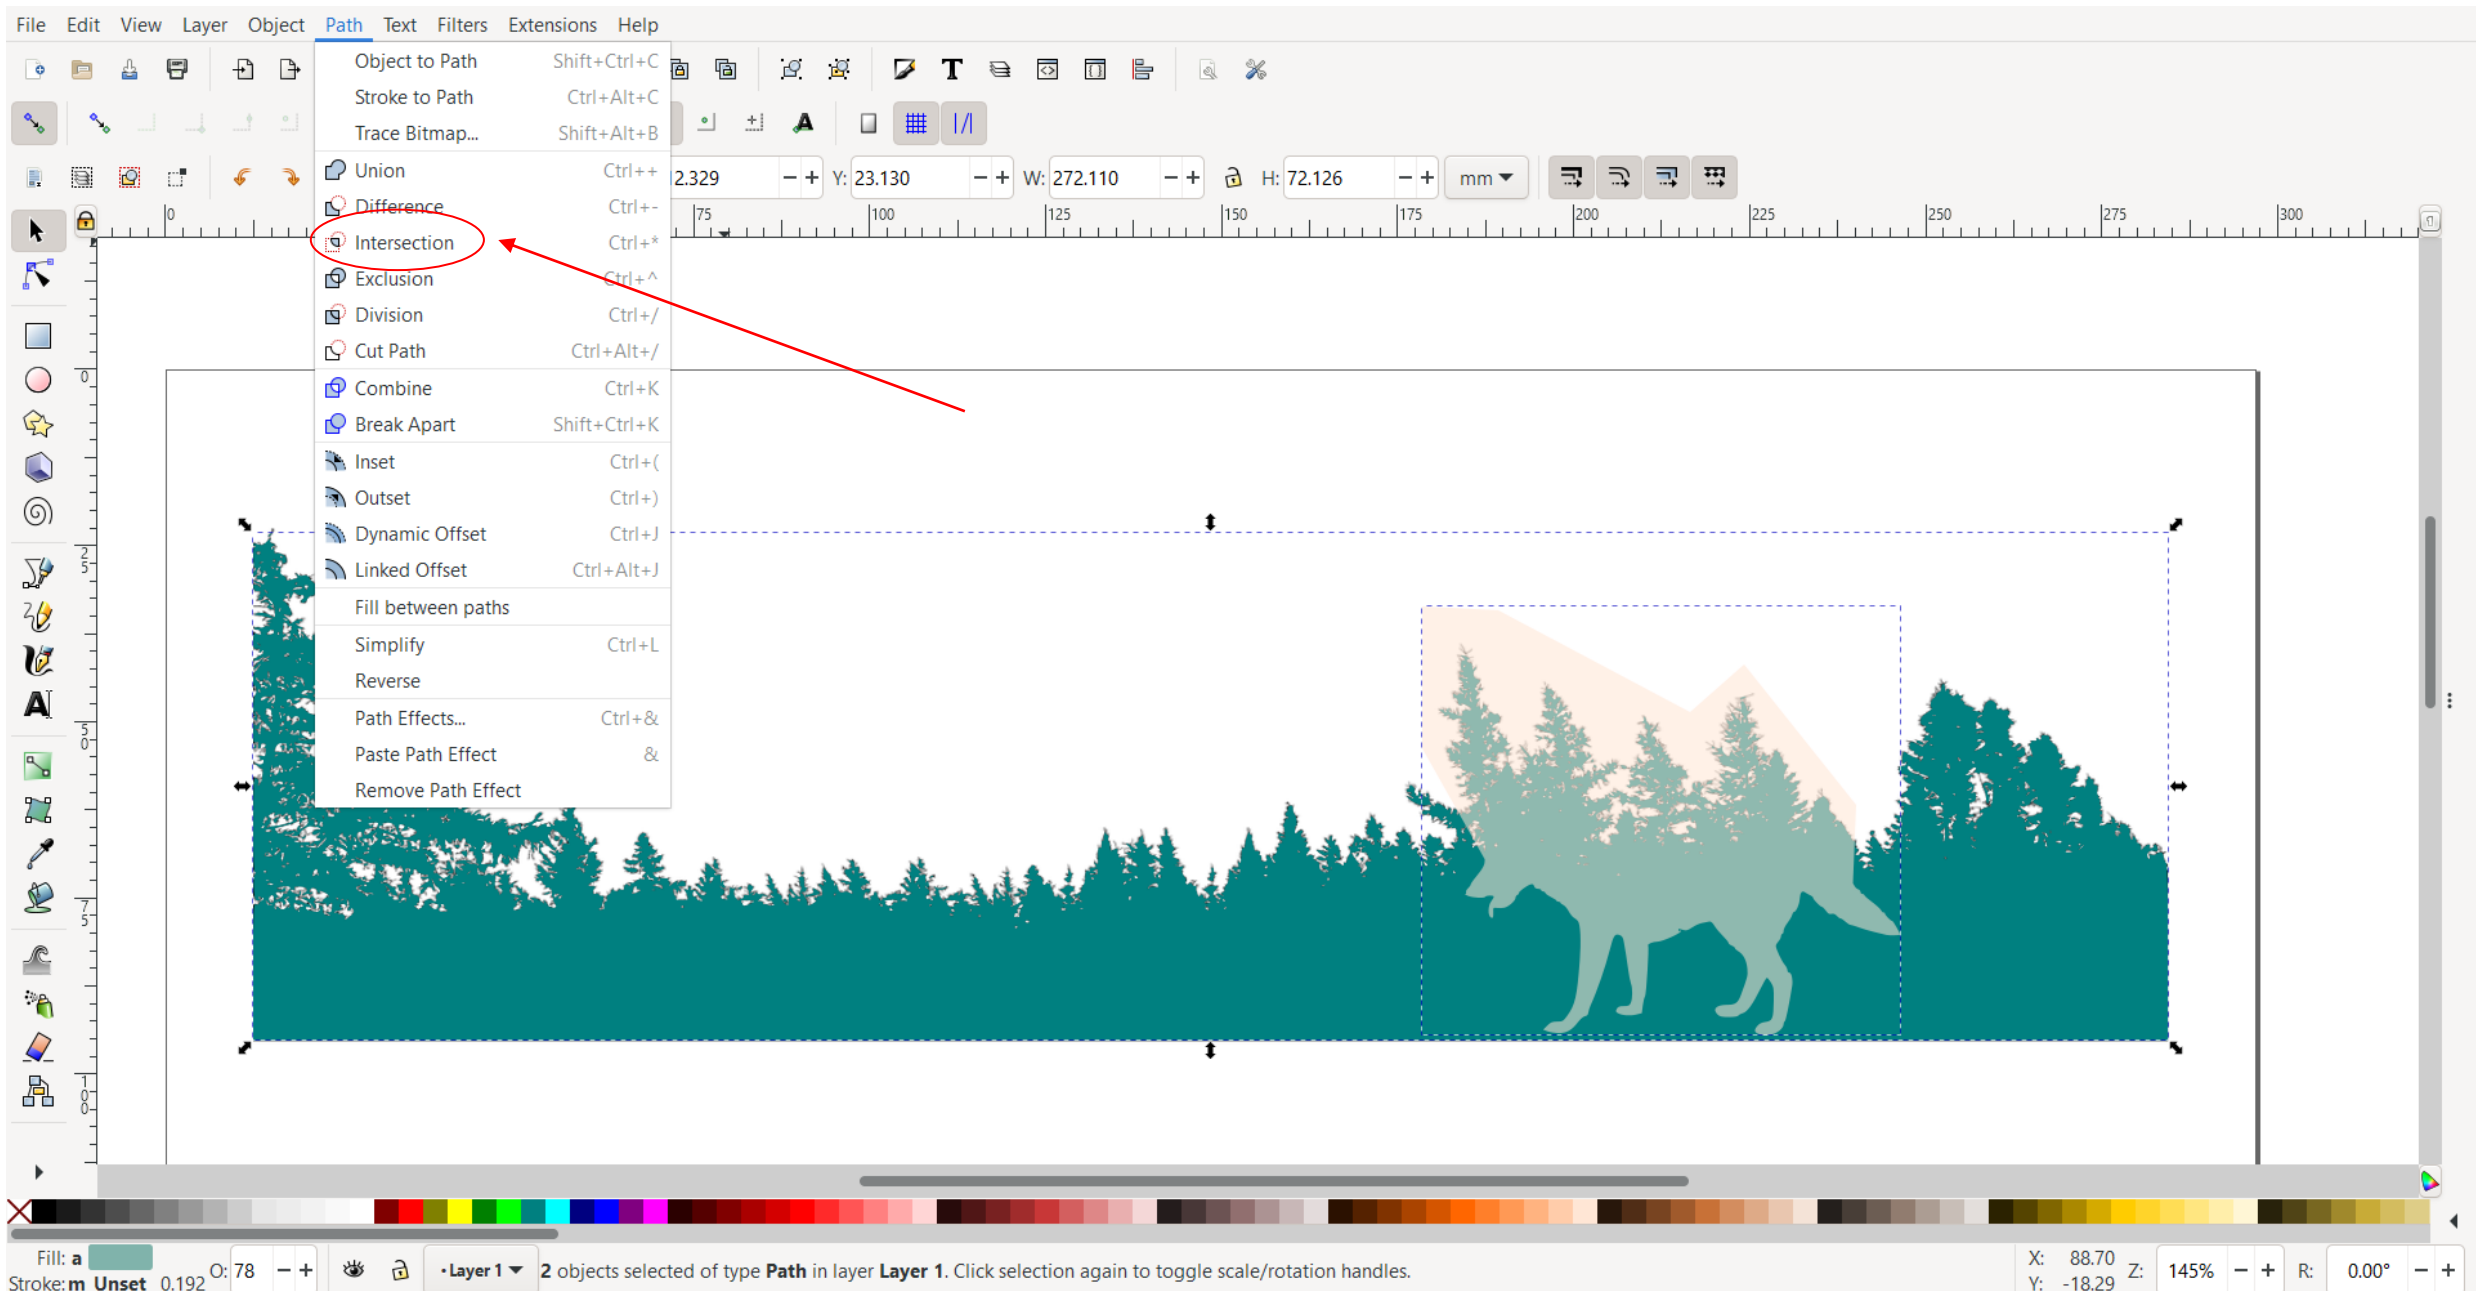 File Edit View Layer Object Path Text Filters Extensions Help
Object to Path Shift+Ctrl+C
Stroke to Path Ctrl+Alt+C
Trace Bitmap... Shift+Alt+B
Union Ctrl++
2.329 Y: 23.130 W: 272.110 H: 72.126 mm
Difference Ctrl+-
0 75 100 125 150 175 200 225 250 275 300
Intersection Ctrl+*
Exclusion Ctrl+^
Division Ctrl+/
Cut Path Ctrl+Alt+/
0
Combine Ctrl+K
Break Apart Shift+Ctrl+K
Inset Ctrl+(
Outset Ctrl+)
Dynamic Offset Ctrl+J
25
Linked Offset Ctrl+Alt+J
Fill between paths
Simplify Ctrl+L
Reverse
Path Effects... Ctrl+&
50
Paste Path Effect &
Remove Path Effect
75
100
Fill: a
O: 78
Layer 1
2 objects selected of type Path in layer Layer 1. Click selection again to toggle scale/rotation handles.
X: 88.70
Z: 145% R: 0.00°
Stroke: m Unset 0.192
Y: -18.29